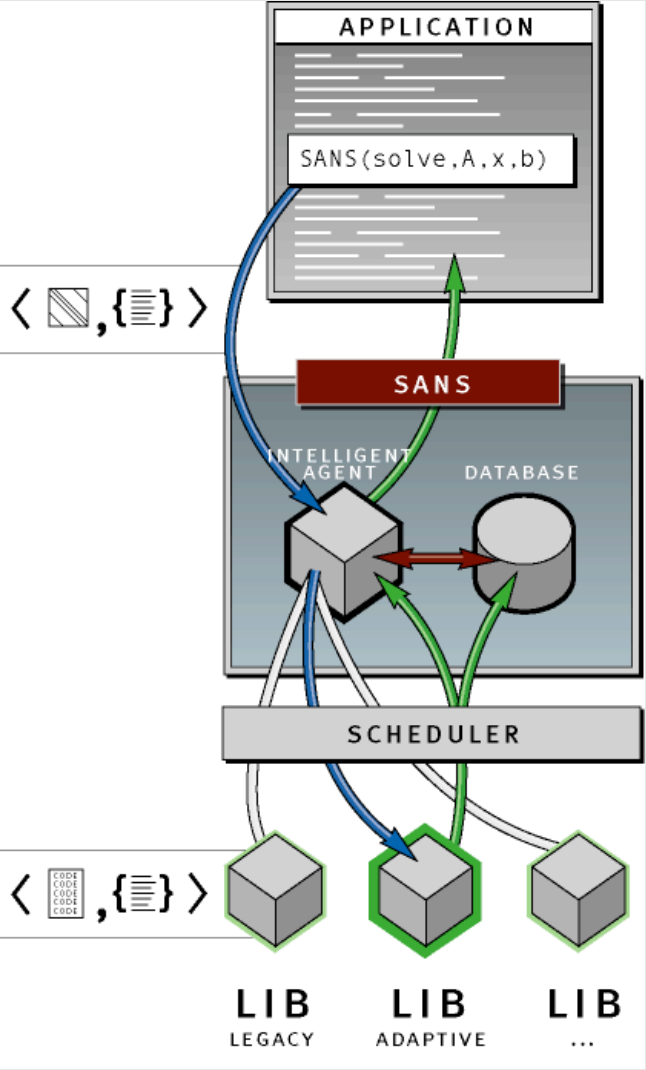 APPLICATION
SANS(solve,A,x,b)
< , { } >
SANS
INTELLIGENT
AGENT
DATABASE
SCHEDULER
< CODE
CODE
CODE
CODE
CODE , { } >
LIB
LEGACY
LIB
ADAPTIVE
LIB
...